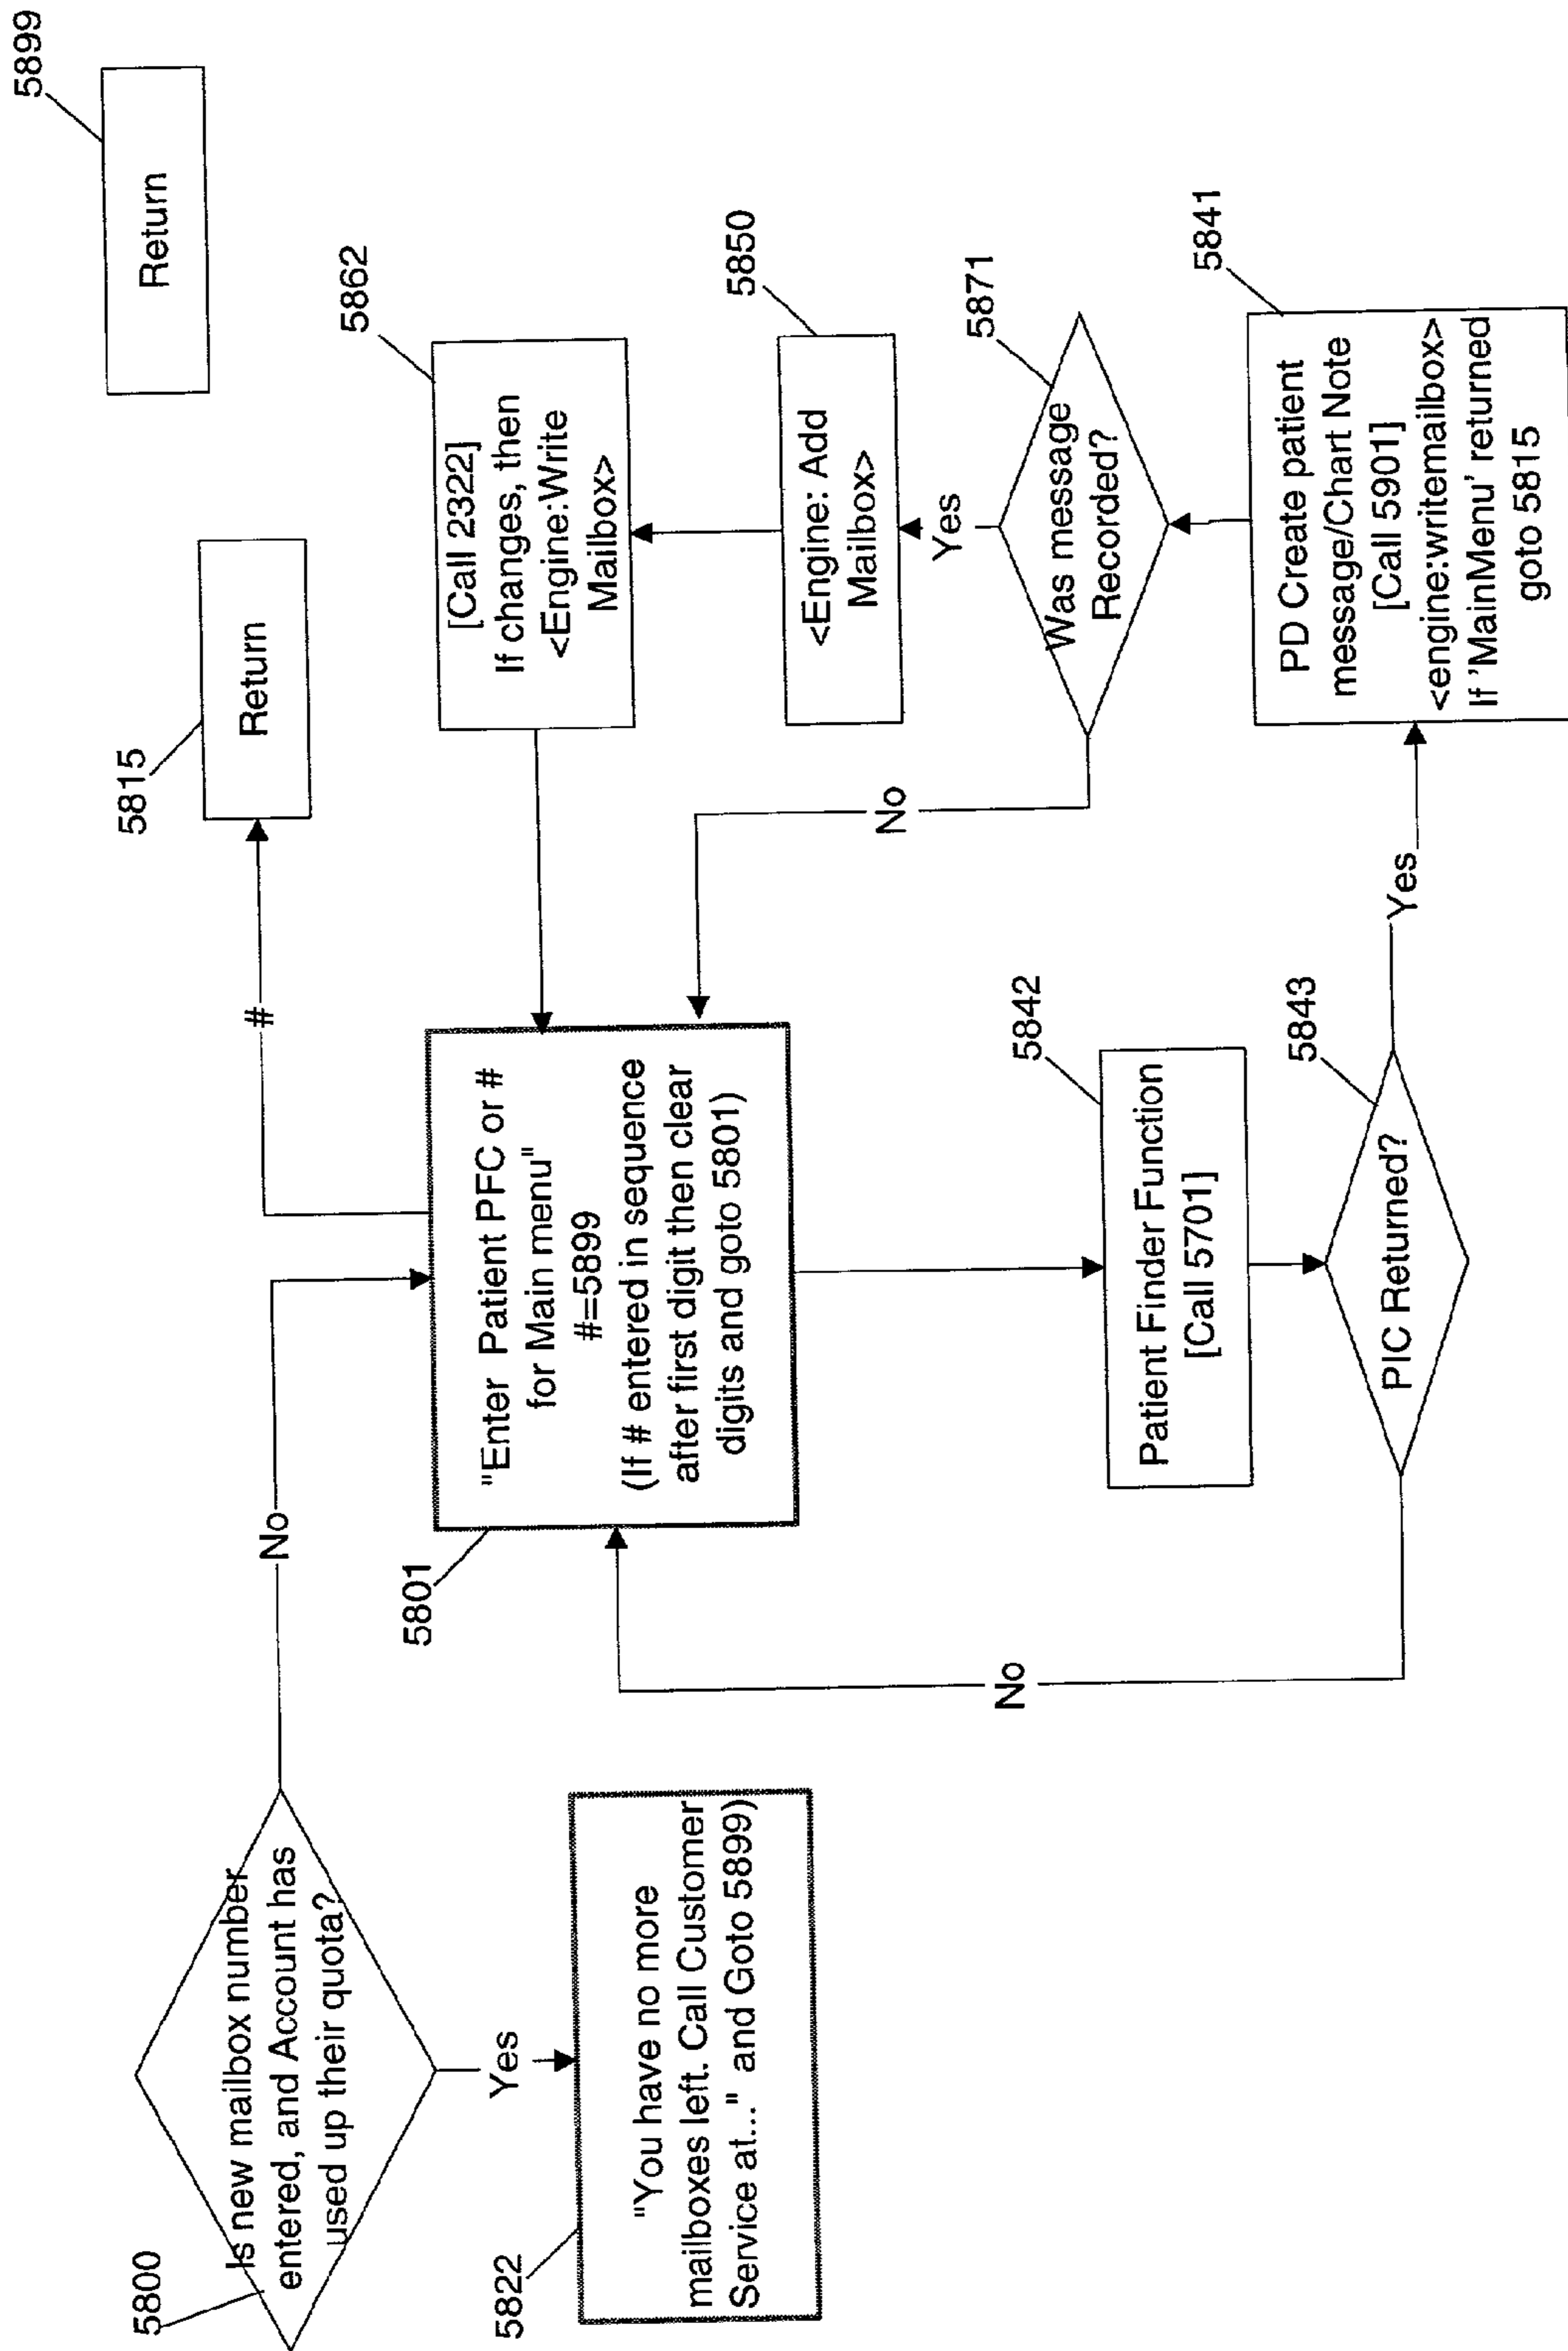 5800
Is new mailbox number
entered, and Account has
used up their quota?
No
Yes
5822
"You have no more
mailboxes left. Call Customer
Service at..." and Goto 5899)
5801
"Enter Patient PFC or #
for Main menu"
#=5899
(If # entered in sequence
after first digit then clear
digits and goto 5801)
#
5815
Return
5899
Return
5862
[Call 2322]
If changes, then
<Engine:Write
Mailbox>
5850
<Engine: Add
Mailbox>
Yes
5871
Was message
Recorded?
No
5842
Patient Finder Function
[Call 5701]
5843
PIC Returned?
No
Yes
5841
PD Create patient
message/Chart Note
[Call 5901]
<engine:writemailbox>
If 'MainMenu' returned
goto 5815